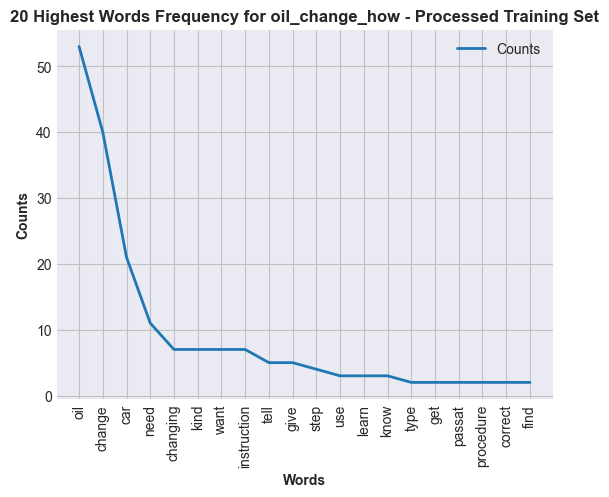 20 Highest Words Frequency for oil_change_how - Processed Training Set
Counts
Counts
50
40
30
20
10
0
oil
change
car
need
changing
kind
want
instruction
tell
give
step
use
learn
know
type
get
passat
procedure
correct
find
Words